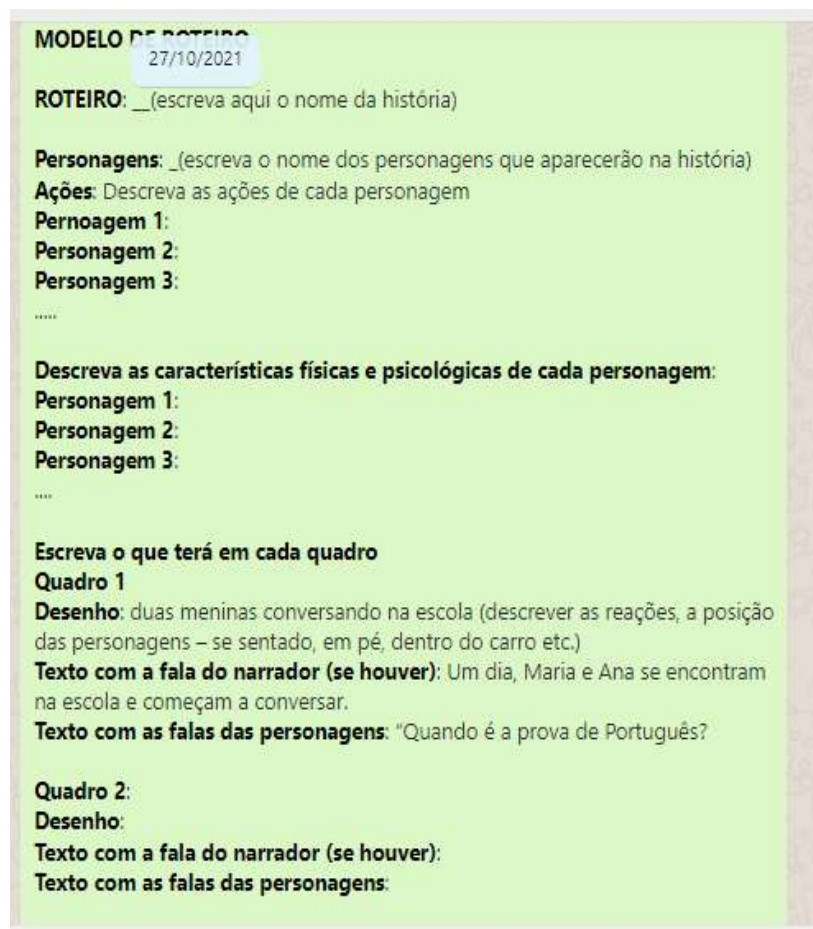 MODELO DE ROTEIRO
27/10/2021
ROTEIRO: __(escreva aqui o nome da história)
Personagens: _(escreva o nome dos personagens que aparecerão na história)
Ações: Descreva as ações de cada personagem
Pernoagem 1:
Personagem 2:
Personagem 3:
.....
Descreva as características físicas e psicológicas de cada personagem:
Personagem 1:
Personagem 2:
Personagem 3:
....
Escreva o que terá em cada quadro
Quadro 1
Desenho: duas meninas conversando na escola (descrever as reações, a posição
das personagens – se sentado, em pé, dentro do carro etc.)
Texto com a fala do narrador (se houver): Um dia, Maria e Ana se encontram
na escola e começam a conversar.
Texto com as falas das personagens: “Quando é a prova de Português?
Quadro 2:
Desenho:
Texto com a fala do narrador (se houver):
Texto com as falas das personagens: